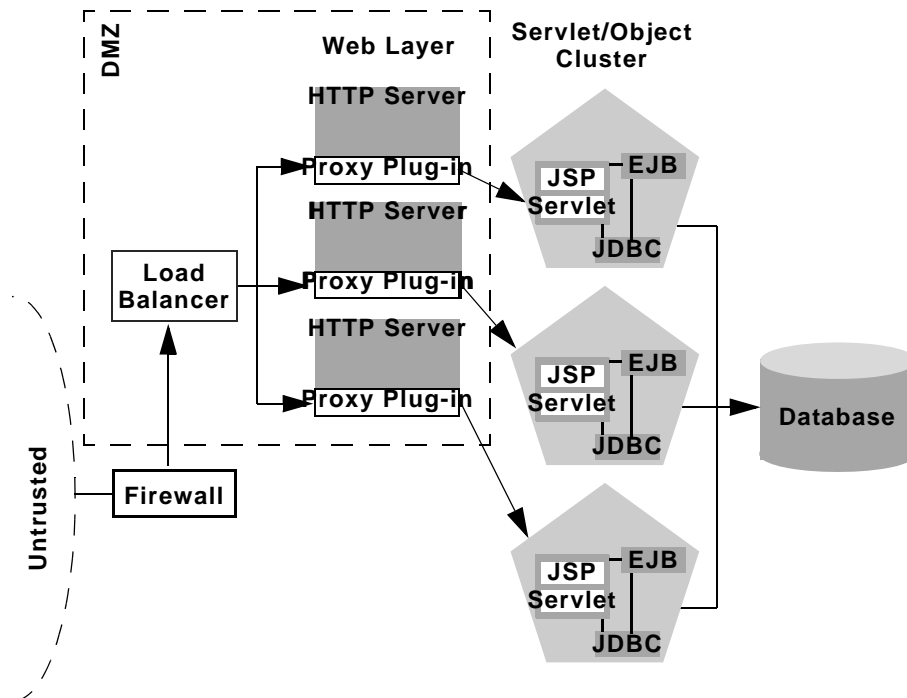 DMZ
Web Layer
Servlet/Object
Cluster
HTTP Server
Proxy Plug-in
HTTP Server
Proxy Plug-in
HTTP Server
Proxy Plug-in
Load
Balancer
Untrusted
Firewall
JSP
Servlet
EJB
JDBC
JSP
Servlet
EJB
JDBC
JSP
Servlet
EJB
JDBC
Database